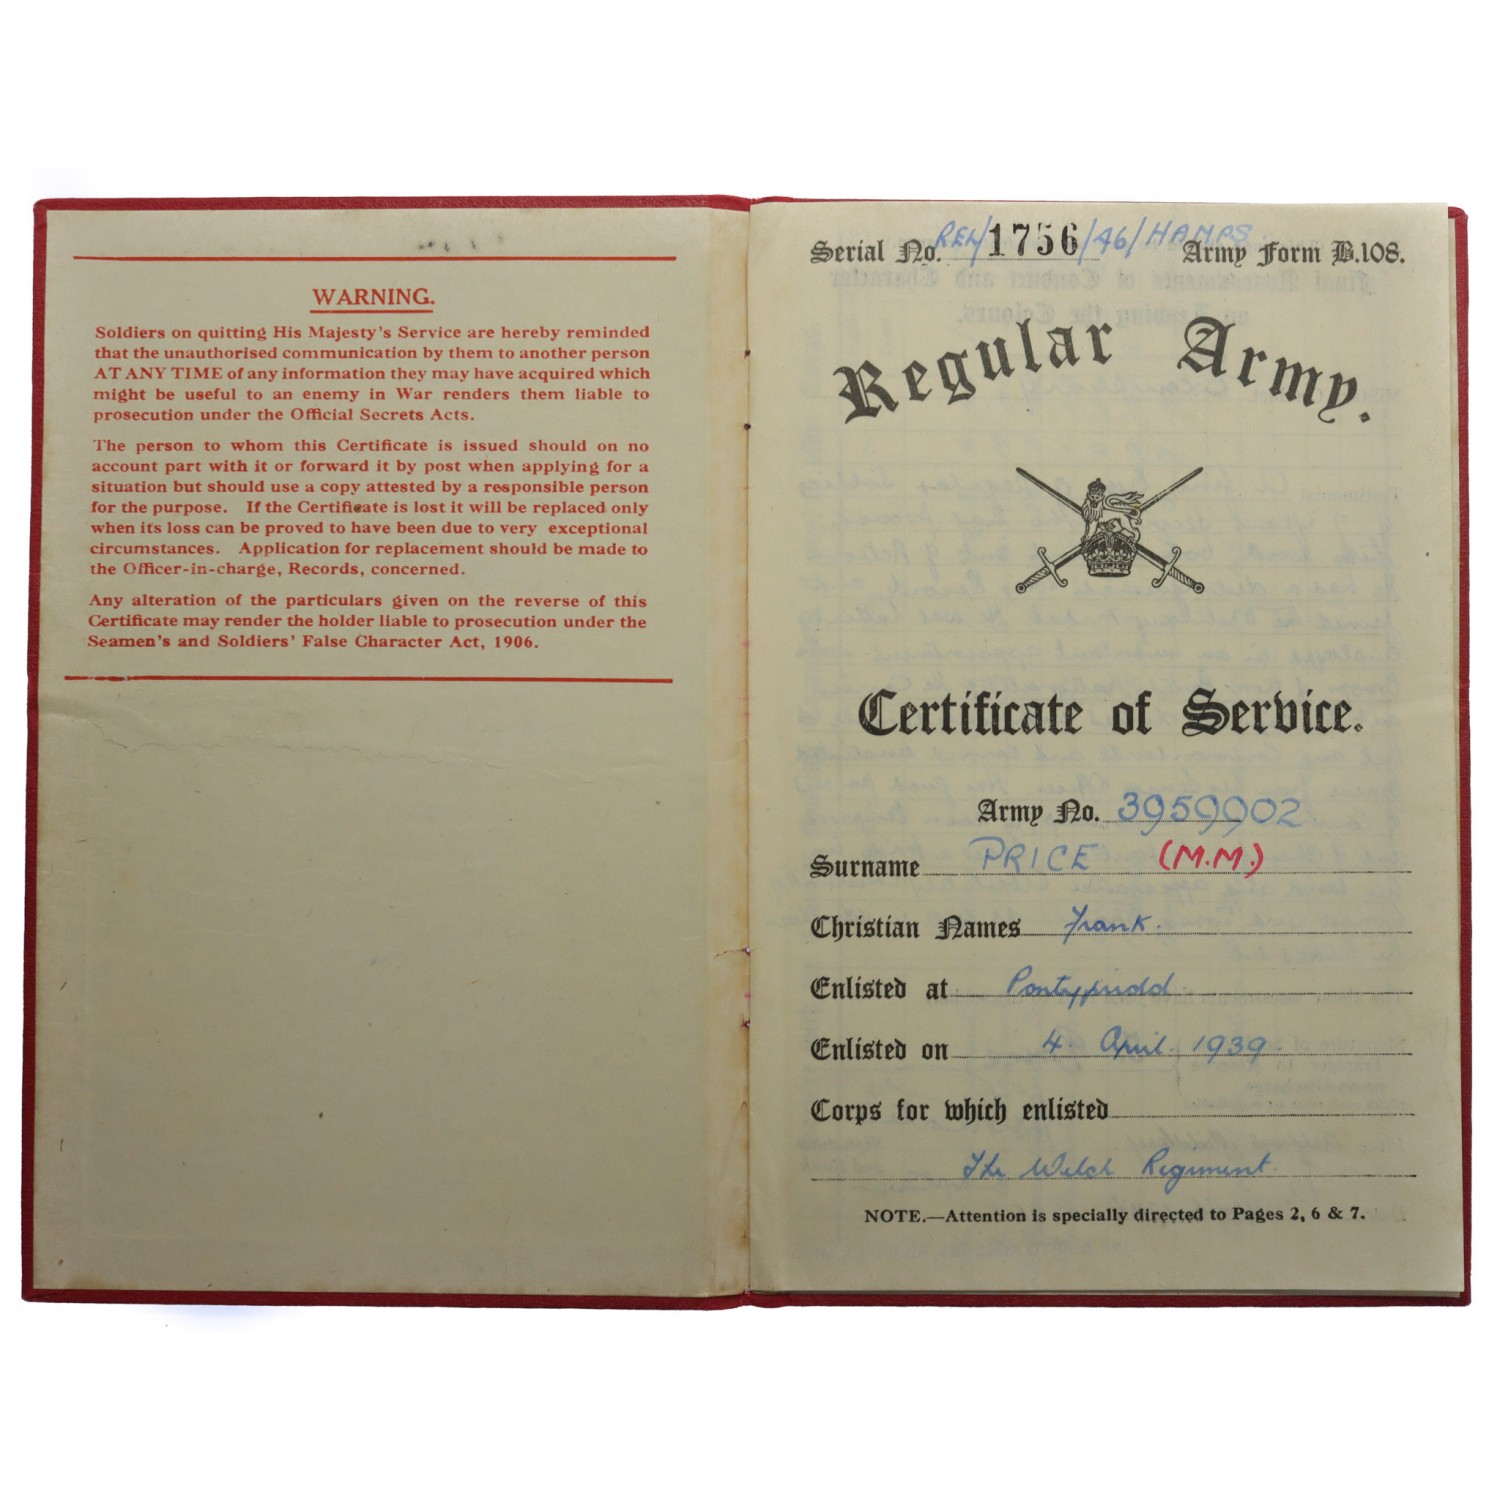 WARNING.
Soldiers on quitting His Majesty's Service are hereby reminded
that the unauthorised communication by them to another person
AT ANY TIME of any information they may have acquired which
might be useful to an enemy in War renders them liable to
prosecution under the Official Secrets Acts.
The person to whom this Certificate is issued should on no
account part with it or forward it by post when applying for a
situation but should use a copy attested by a responsible person
for the purpose. If the Certificate is lost it will be replaced only
when its loss can be proved to have been due to very exceptional
circumstances. Application for replacement should be made to
the Officer-in-charge, Records, concerned.
Any alteration of the particulars given on the reverse of this
Certificate may render the holder liable to prosecution under the
Seamen's and Soldiers' False Character Act, 1906.
Serial No. REL/1756/46/HAMPS. Army Form B.108.
Regular Army.
Certificate of Service.
Army No. 3959902.
Surname PRICE (M.M.)
Christian Names Frank.
Enlisted at Pontypridd
Enlisted on 4. April. 1939.
Corps for which enlisted
The Welch Regiment.
NOTE.—Attention is specially directed to Pages 2, 6 & 7.